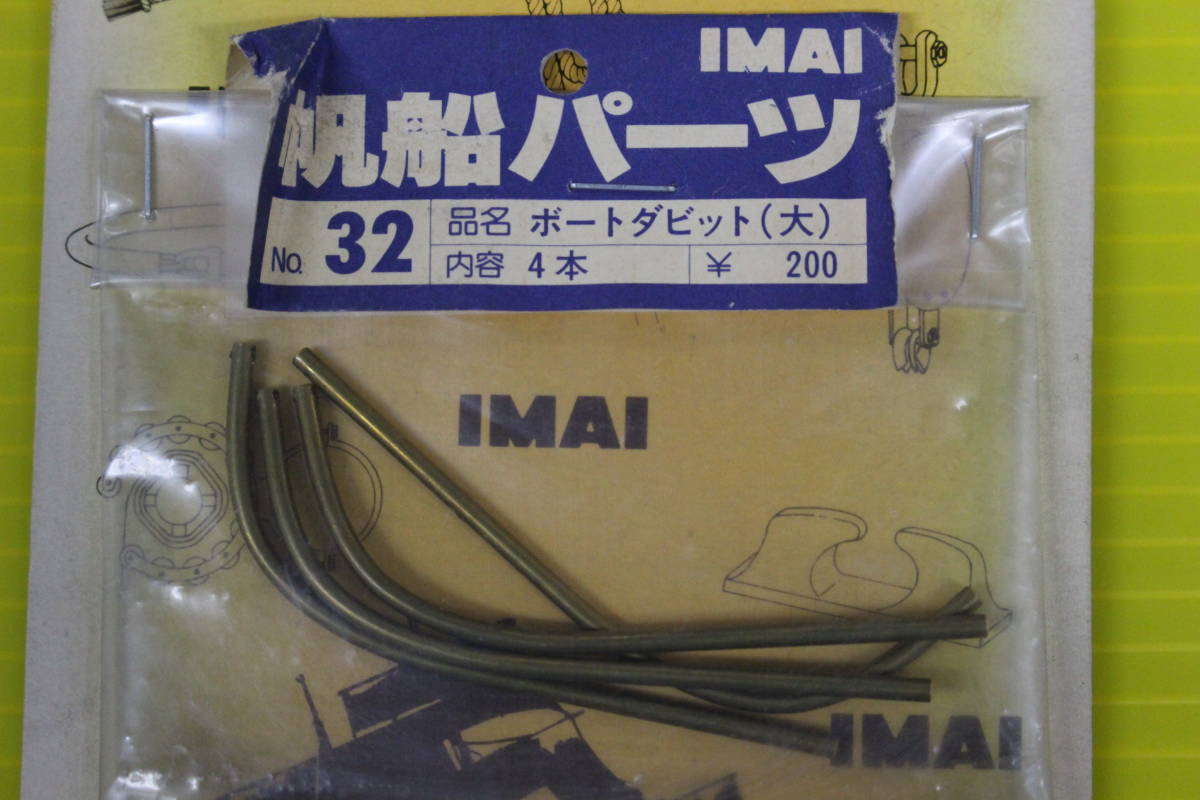 IMAI
帆船パーツ
No. 32
品名 ボートダビット(大)
内容 4本 ¥ 200
IMAI
IMAI